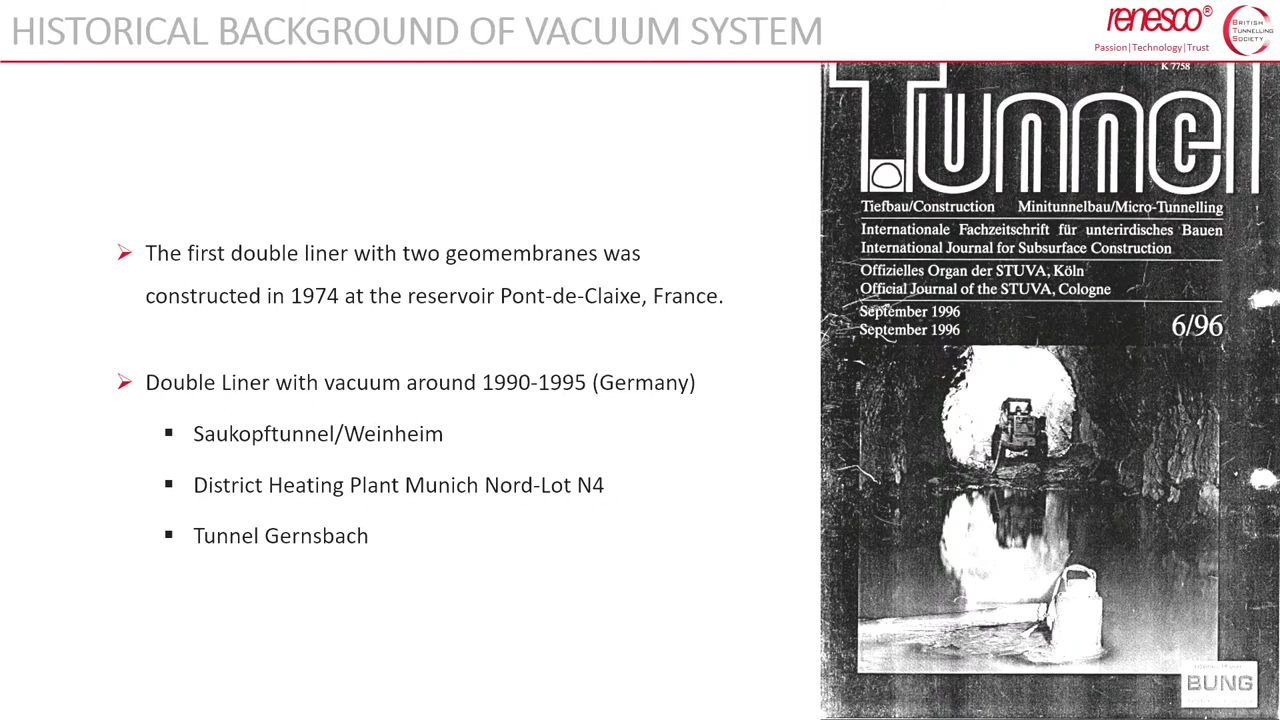 HISTORICAL BACKGROUND OF VACUUM SYSTEM
renesco®
Passion|Technology|Trust
BRITISH
TUNNELLING
SOCIETY
The first double liner with two geomembranes was
constructed in 1974 at the reservoir Pont-de-Claixe, France.
Double Liner with vacuum around 1990-1995 (Germany)
Saukopftunnel/Weinheim
District Heating Plant Munich Nord-Lot N4
Tunnel Gernsbach
K 7758
Tunnel
Tiefbau/Construction Minitunnelbau/Micro-Tunnelling
Internationale Fachzeitschrift für unterirdisches Bauen
International Journal for Subsurface Construction
Offizielles Organ der STUVA, Köln
Official Journal of the STUVA, Cologne
September 1996
September 1996
6/96
BUNG